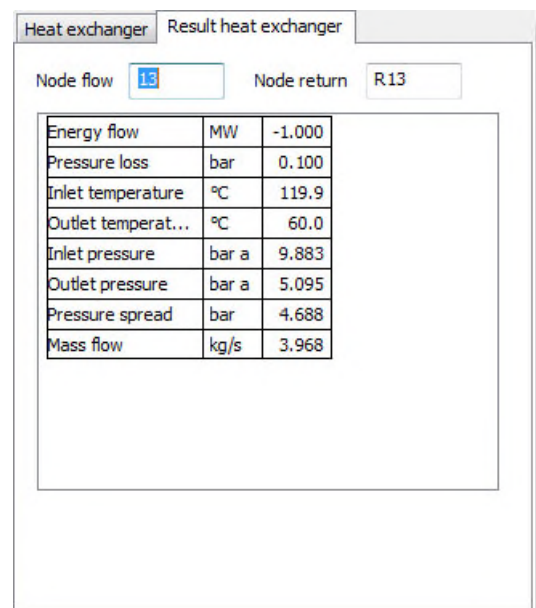 Heat exchanger Result heat exchanger
Node flow 13 Node return R13
Energy flow MW -1.000
Pressure loss bar 0.100
Inlet temperature °C 119.9
Outlet temperat... °C 60.0
Inlet pressure bar a 9.883
Outlet pressure bar a 5.095
Pressure spread bar 4.688
Mass flow kg/s 3.968